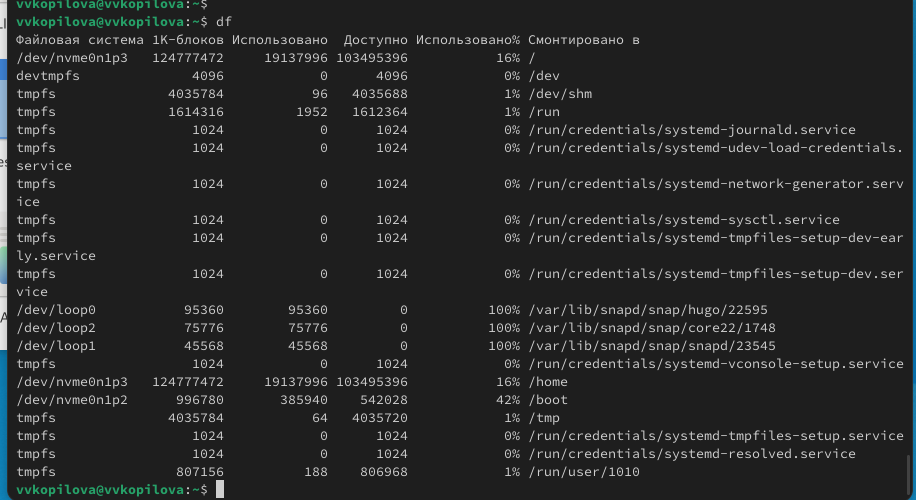 vvkopilova@vvkopilova:~$
vvkopilova@vvkopilova:~$ df
Файловая система 1K-блоков Использовано  Доступно Использовано% Смонтировано в
/dev/nvme0n1p3   124777472     19137996 103495396           16% /
devtmpfs              4096            0      4096            0% /dev
tmpfs              4035784           96   4035688            1% /dev/shm
tmpfs              1614316         1952   1612364            1% /run
tmpfs                 1024            0      1024            0% /run/credentials/systemd-journald.service
tmpfs                 1024            0      1024            0% /run/credentials/systemd-udev-load-credentials.
service
tmpfs                 1024            0      1024            0% /run/credentials/systemd-network-generator.serv
ice
tmpfs                 1024            0      1024            0% /run/credentials/systemd-sysctl.service
tmpfs                 1024            0      1024            0% /run/credentials/systemd-tmpfiles-setup-dev-ear
ly.service
tmpfs                 1024            0      1024            0% /run/credentials/systemd-tmpfiles-setup-dev.ser
vice
/dev/loop0           95360        95360         0          100% /var/lib/snapd/snap/hugo/22595
/dev/loop2           75776        75776         0          100% /var/lib/snapd/snap/core22/1748
/dev/loop1           45568        45568         0          100% /var/lib/snapd/snap/snapd/23545
tmpfs                 1024            0      1024            0% /run/credentials/systemd-vconsole-setup.service
/dev/nvme0n1p3   124777472     19137996 103495396           16% /home
/dev/nvme0n1p2      996780       385940    542028           42% /boot
tmpfs              4035784           64   4035720            1% /tmp
tmpfs                 1024            0      1024            0% /run/credentials/systemd-tmpfiles-setup.service
tmpfs                 1024            0      1024            0% /run/credentials/systemd-resolved.service
tmpfs               807156          188    806968            1% /run/user/1010
vvkopilova@vvkopilova:~$